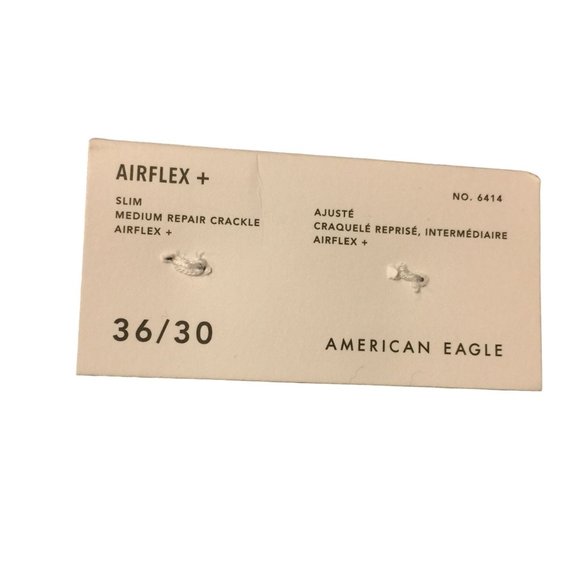 AIRFLEX +
SLIM
MEDIUM REPAIR CRACKLE
AIRFLEX +
36/30
NO. 6414
AJUSTÉ
CRAQUELÉ REPRISÉ, INTERMÉDIAIRE
AIRFLEX +
AMERICAN EAGLE